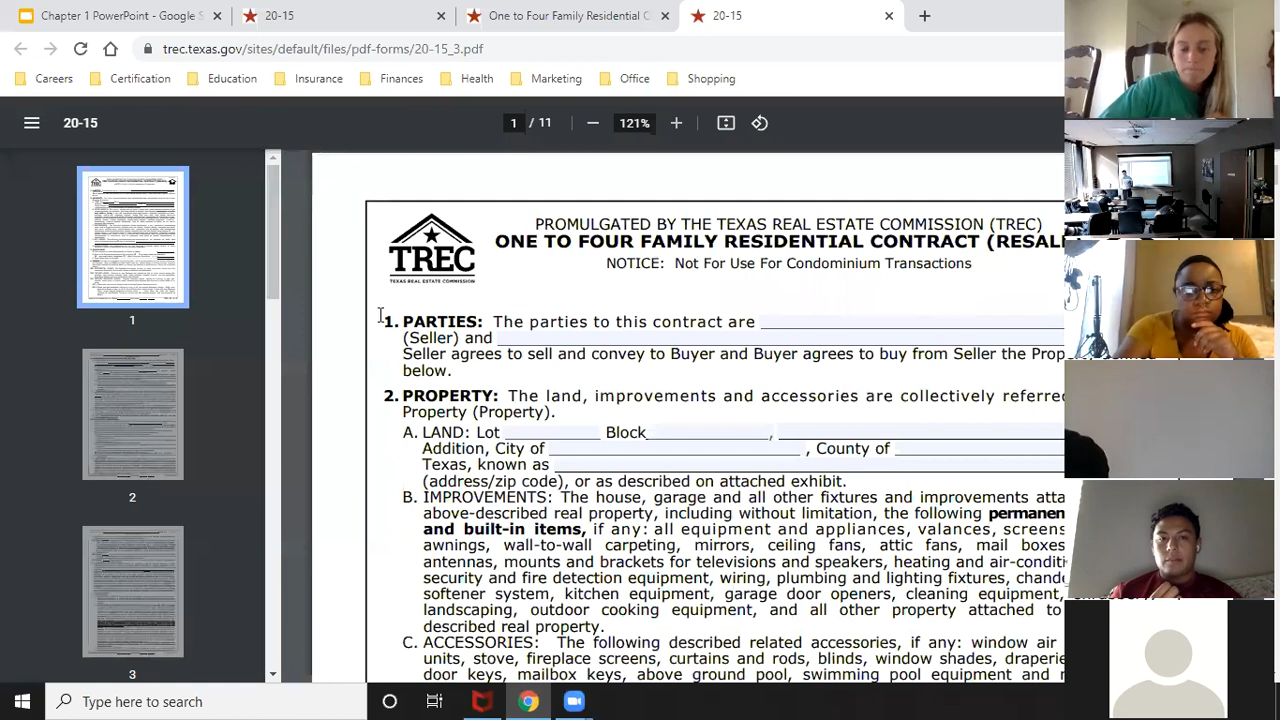 Chapter 1 PowerPoint - Google S
20-15
One to Four Family Residential C
20-15
trec.texas.gov/sites/default/files/pdf-forms/20-15_3.pdf
Careers
Certification
Education
Insurance
Finances
Health
Marketing
Office
Shopping
20-15
1 / 11
121%
1
2
3
TREC
TEXAS REAL ESTATE COMMISSION
PROMULGATED BY THE TEXAS REAL ESTATE COMMISSION (TREC)
ONE TO FOUR FAMILY RESIDENTIAL CONTRACT (RESAL
NOTICE: Not For Use For Condominium Transactions
1. PARTIES: The parties to this contract are
(Seller) and
Seller agrees to sell and convey to Buyer and Buyer agrees to buy from Seller the Prop
below.
2. PROPERTY: The land, improvements and accessories are collectively referred
Property (Property).
A. LAND: Lot Block ,
Addition, City of , County of
Texas, known as
(address/zip code), or as described on attached exhibit.
B. IMPROVEMENTS: The house, garage and all other fixtures and improvements atta
above-described real property, including without limitation, the following permanen
and built-in items, if any: all equipment and appliances, valances, screens
awnings, wall-to-wall carpeting, mirrors, ceiling fans, attic fans, mail boxes
antennas, mounts and brackets for televisions and speakers, heating and air-conditi
security and fire detection equipment, wiring, plumbing and lighting fixtures, chand
softener system, kitchen equipment, garage door openers, cleaning equipment,
landscaping, outdoor cooking equipment, and all other property attached to
described real property.
C. ACCESSORIES: The following described related accessories, if any: window air
units, stove, fireplace screens, curtains and rods, blinds, window shades, draperie
door keys, mailbox keys, above ground pool, swimming pool equipment and m
Type here to search